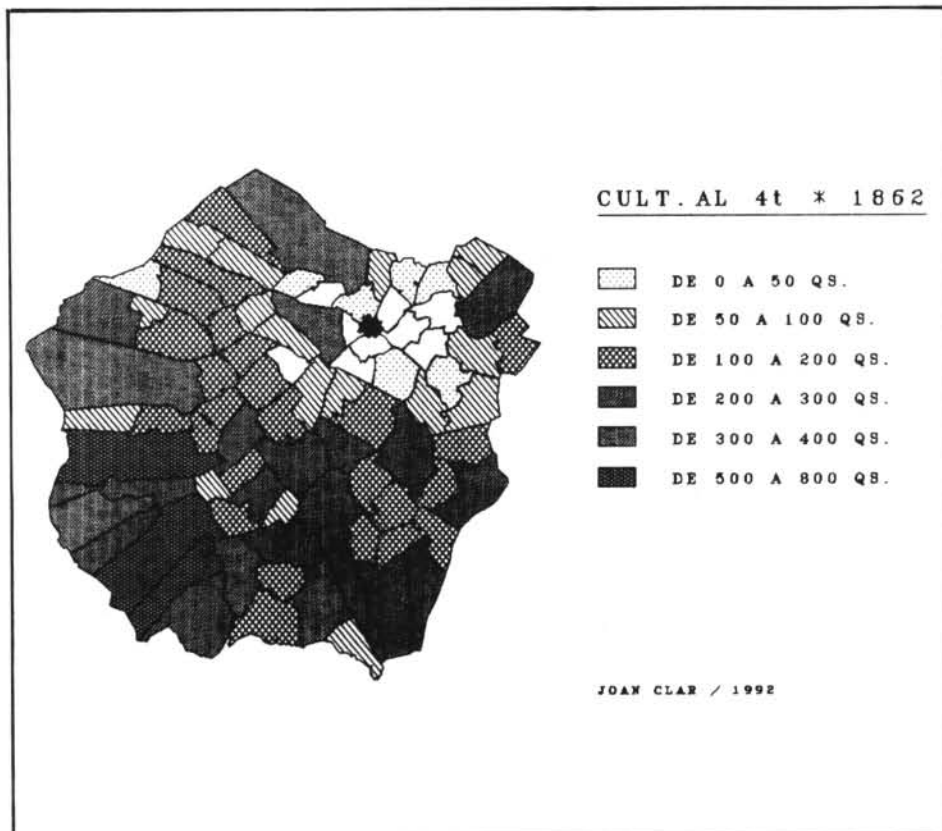 CULT.AL 4t * 1862
DE 0 A 50 QS.
DE 50 A 100 QS.
DE 100 A 200 QS.
DE 200 A 300 QS.
DE 300 A 400 QS.
DE 500 A 800 QS.
JOAN CLAR / 1992